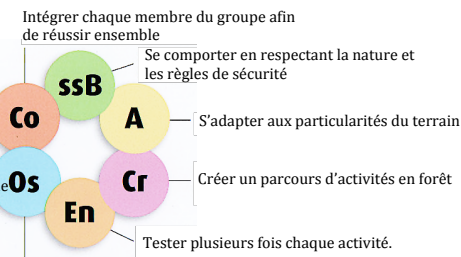 Intégrer chaque membre du groupe afin
de réussir ensemble
Se comporter en respectant la nature et
les règles de sécurité
ssB
Co
A
S’adapter aux particularités du terrain
eOs
Cr
Créer un parcours d’activités en forêt
En
Tester plusieurs fois chaque activité.